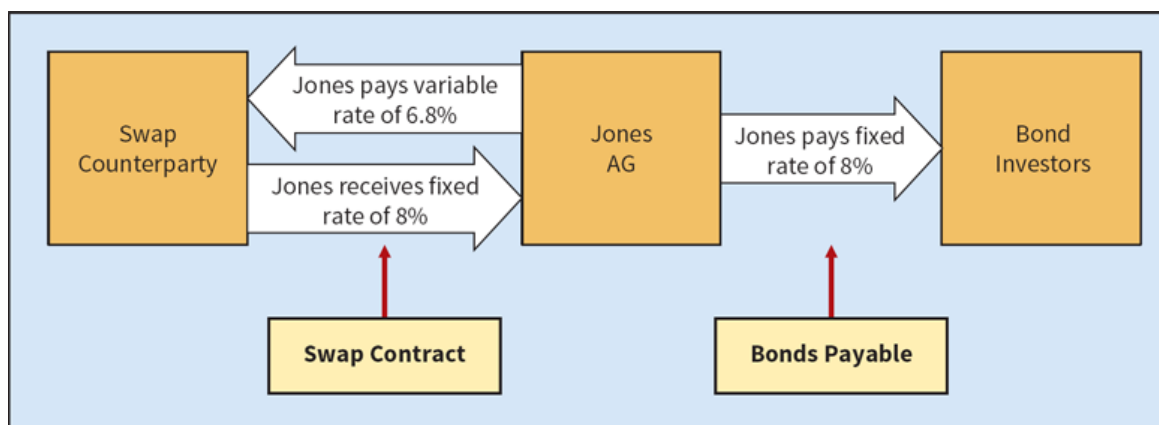 Swap
Counterparty
Jones pays variable
rate of 6.8%
Jones receives fixed
rate of 8%
Jones
AG
Jones pays fixed
rate of 8%
Bond
Investors
Swap Contract
Bonds Payable